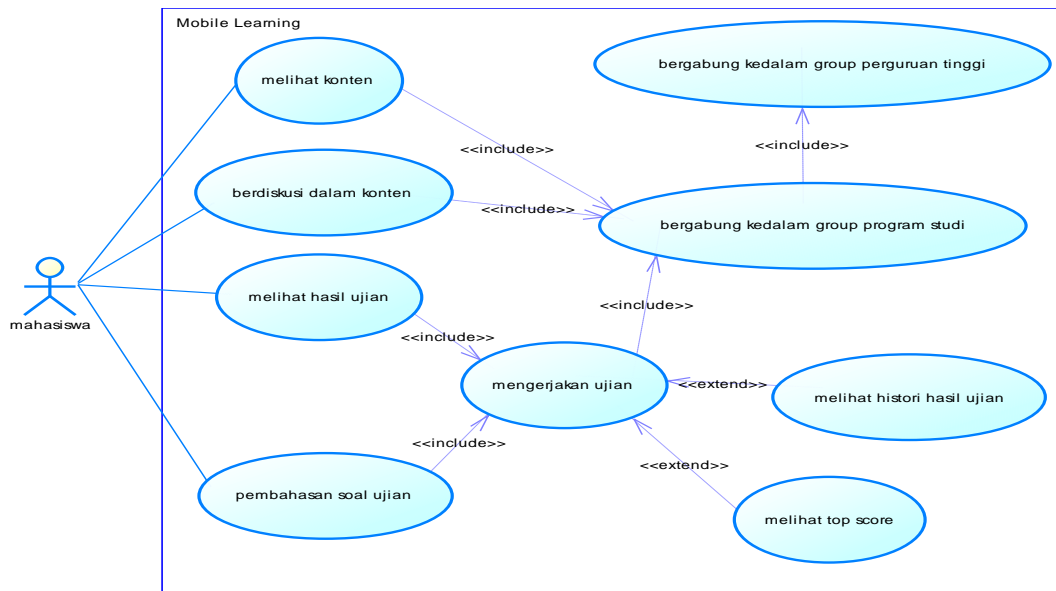 Mobile Learning
melihat konten
bergabung kedalam group perguruan tinggi
<<include>>
<<include>>
berdiskusi dalam konten
<<include>>
bergabung kedalam group program studi
mahasiswa
melihat hasil ujian
<<include>>
<<include>>
mengerjakan ujian
<<extend>>
melihat histori hasil ujian
<<include>>
<<extend>>
pembahasan soal ujian
melihat top score